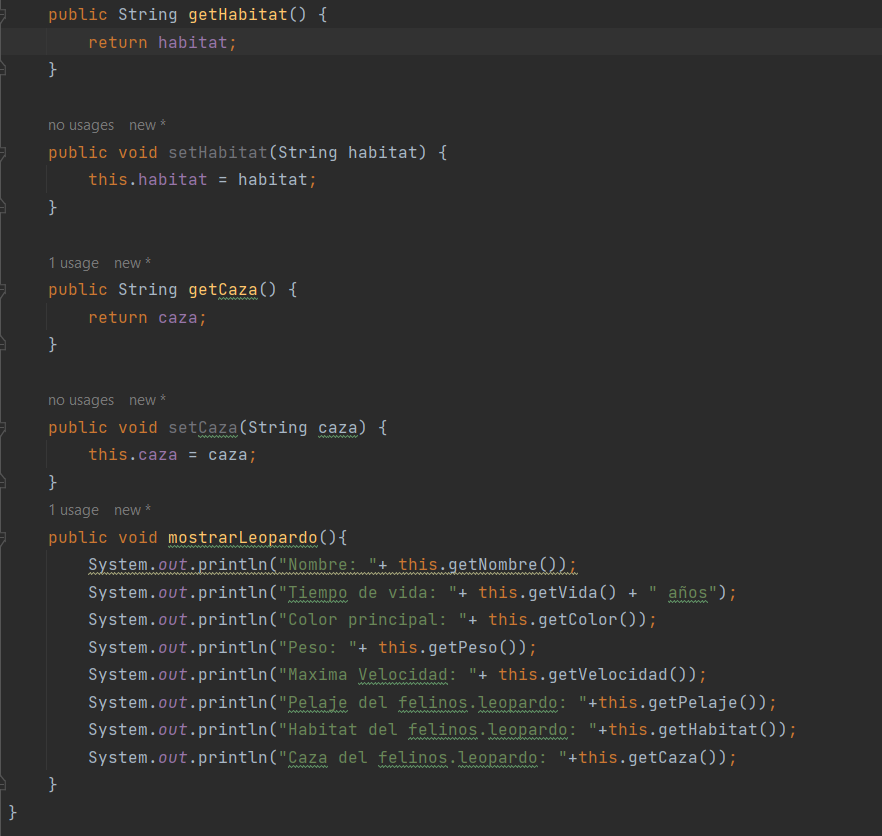 public String getHabitat() {
return habitat;
}
no usages new *
public void setHabitat(String habitat) {
this.habitat = habitat;
}
1 usage new *
public String getCaza() {
return caza;
}
no usages new *
public void setCaza(String caza) {
this.caza = caza;
}
1 usage new *
public void mostrarLeopardo(){
System.out.println("Nombre: "+ this.getNombre());
System.out.println("Tiempo de vida: "+ this.getVida() + " años");
System.out.println("Color principal: "+ this.getColor());
System.out.println("Peso: "+ this.getPeso());
System.out.println("Maxima Velocidad: "+ this.getVelocidad());
System.out.println("Pelaje del felinos.leopardo: "+this.getPelaje());
System.out.println("Habitat del felinos.leopardo: "+this.getHabitat());
System.out.println("Caza del felinos.leopardo: "+this.getCaza());
}
}